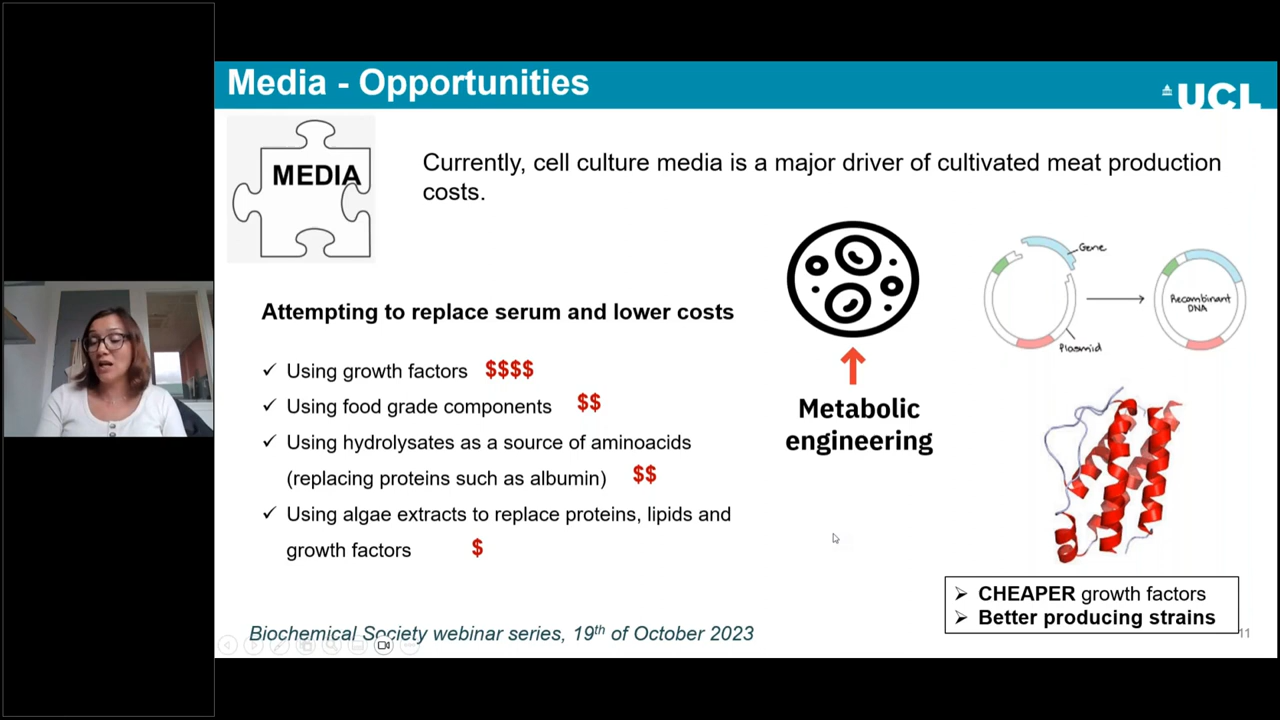 Media - Opportunities
UCL
MEDIA
Currently, cell culture media is a major driver of cultivated meat production
costs.
Attempting to replace serum and lower costs
✓ Using growth factors $$$$
✓ Using food grade components $$
✓ Using hydrolysates as a source of aminoacids
(replacing proteins such as albumin) $$
✓ Using algae extracts to replace proteins, lipids and
growth factors $
Metabolic
engineering
Gene
Plasmid
Recombinant
DNA
➢ CHEAPER growth factors
➢ Better producing strains
Biochemical Society webinar series, 19th of October 2023
11